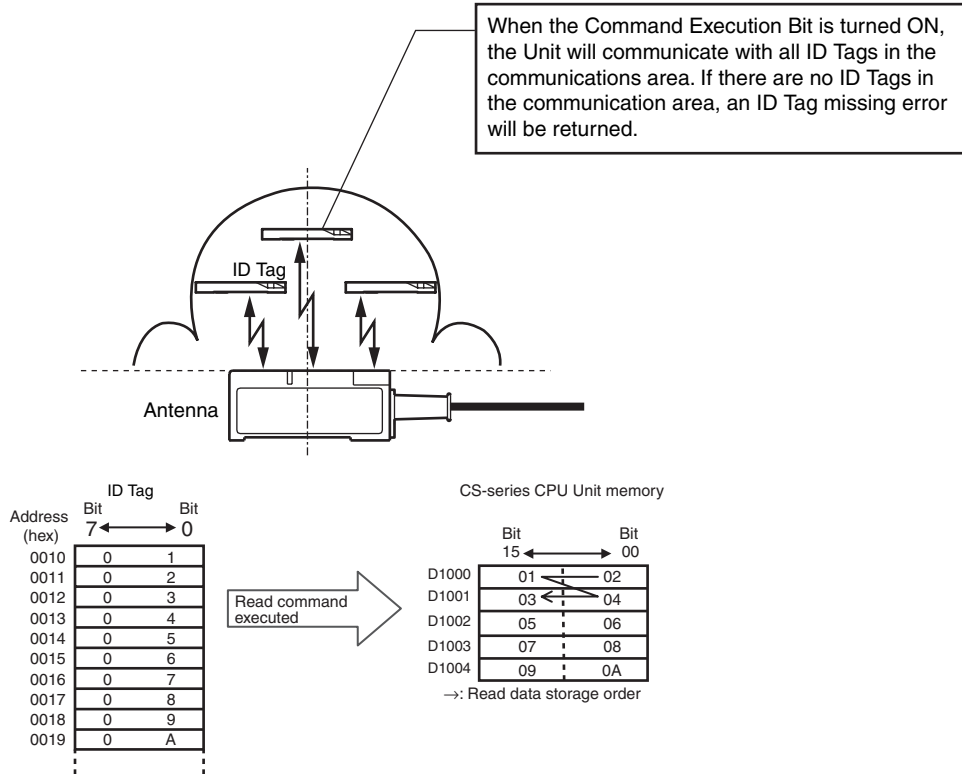 When the Command Execution Bit is turned ON,
the Unit will communicate with all ID Tags in the
communications area. If there are no ID Tags in
the communication area, an ID Tag missing error
will be returned.
ID Tag
Antenna
ID Tag
Address
(hex)
Bit
7
Bit
0
0010 0 1
0011 0 2
0012 0 3
0013 0 4
0014 0 5
0015 0 6
0016 0 7
0017 0 8
0018 0 9
0019 0 A
Read command
executed
CS-series CPU Unit memory
Bit
15
Bit
00
D1000 01 02
D1001 03 04
D1002 05 06
D1003 07 08
D1004 09 0A
→: Read data storage order